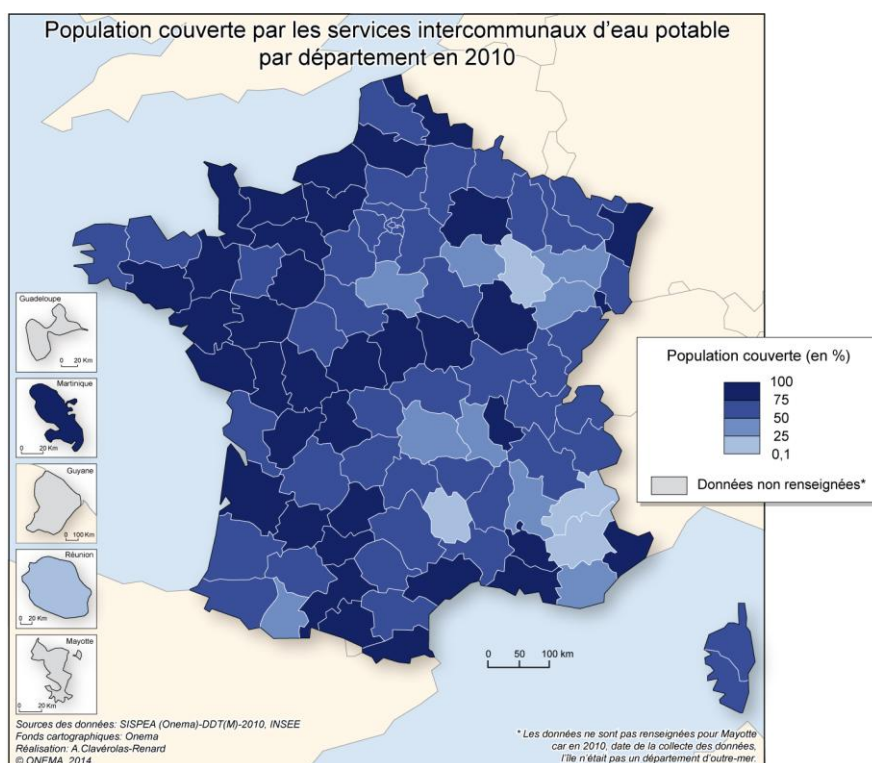 Population couverte par les services intercommunaux d'eau potable
par département en 2010
Guadeloupe
0 20 Km
Martinique
0 20 Km
Guyane
0 100 Km
Réunion
0 20 Km
Mayotte
0 20 Km
Population couverte (en %)
100
75
50
25
0,1
Données non renseignées*
0 50 100 km
Sources des données: SISPEA (Onema)-DDT(M)-2010, INSEE
Fonds cartographiques: Onema
Réalisation: A.Clavérolas-Renard
© ONEMA, 2014
* Les données ne sont pas renseignées pour Mayotte
car en 2010, date de la collecte des données,
l'île n'était pas un département d'outre-mer.